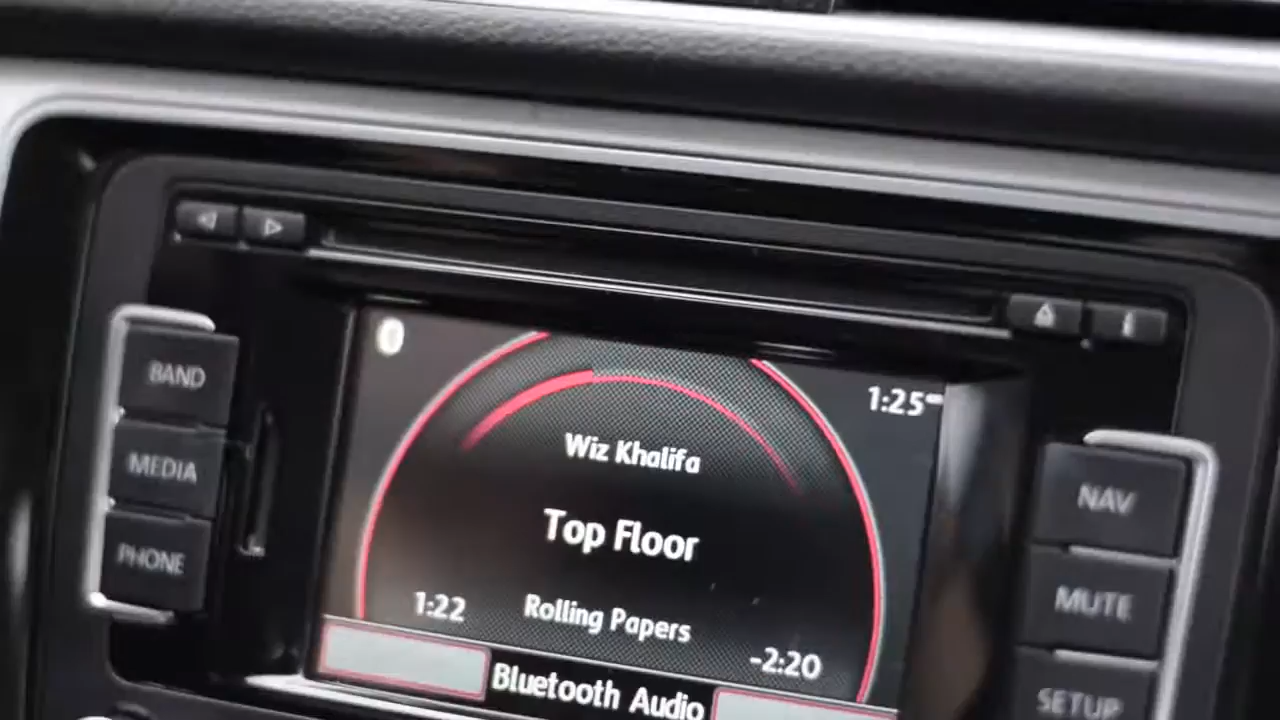 BAND
MEDIA
PHONE
1:25
Wiz Khalifa
Top Floor
1:22
Rolling Papers
-2:20
Bluetooth Audio
NAV
MUTE
SETUP